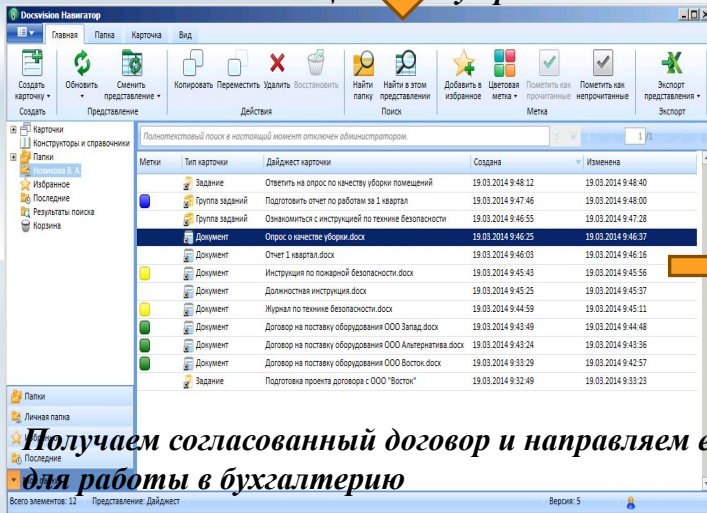 Docsvision Навигатор
Главная Папка Карточка Вид
Создать карточку Обновить Сменить представление Копировать Переместить Удалить Восстановить Найти папку Найти в этом представлении Добавить в избранное Цветовая метка Пометить как прочитанные Пометить как непрочитанные Экспорт представления
Создать Представление Действия Поиск Метка Экспорт
Карточки
Конструкторы и справочники
Папки
Новикова В. А
Избранное
Последние
Результаты поиска
Корзина
Полнотекстовый поиск в настоящий момент отключен администратором.
1 /1
Метки Тип карточки Дайджест карточки Создана Изменена
Задание Ответить на опрос по качеству уборки помещений 19.03.2014 9:48:12 19.03.2014 9:48:40
Группа заданий Подготовить отчет по работам за 1 квартал 19.03.2014 9:47:46 19.03.2014 9:48:00
Группа заданий Ознакомиться с инструкцией по технике безопасности 19.03.2014 9:46:55 19.03.2014 9:47:28
Документ Опрос о качестве уборки.docx 19.03.2014 9:46:25 19.03.2014 9:46:37
Документ Отчет 1 квартал.docx 19.03.2014 9:46:03 19.03.2014 9:46:16
Документ Инструкция по пожарной безопасности.docx 19.03.2014 9:45:43 19.03.2014 9:45:56
Документ Должностная инструкция.docx 19.03.2014 9:45:25 19.03.2014 9:45:37
Документ Журнал по технике безопасности.docx 19.03.2014 9:44:59 19.03.2014 9:45:11
Документ Договор на поставку оборудования ООО Запад.docx 19.03.2014 9:43:49 19.03.2014 9:44:48
Документ Договор на поставку оборудования ООО Альтернатива.docx 19.03.2014 9:43:24 19.03.2014 9:43:36
Документ Договор на поставку оборудования ООО Восток.docx 19.03.2014 9:33:29 19.03.2014 9:42:57
Задание Подготовка проекта договора с ООО "Восток" 19.03.2014 9:32:49 19.03.2014 9:33:23
Папки
Личная папка
Последние
Получаем согласованный договор и направляем е
для работы в бухгалтерию
Всего элементов: 12 Представление: Дайджест Версия: 5